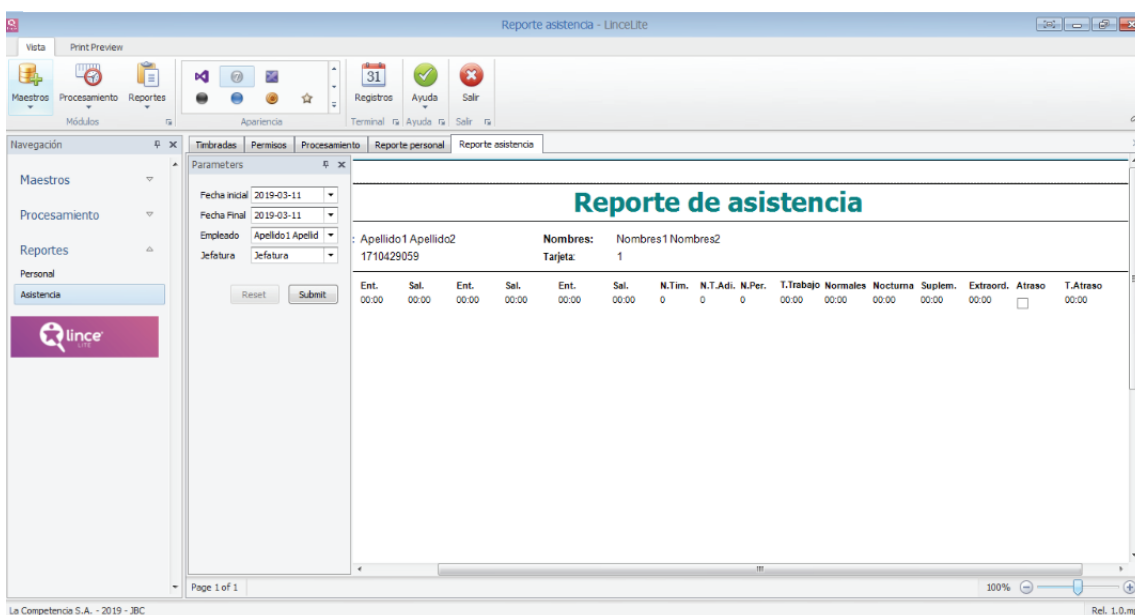 Reporte asistencia - LinceLite
Vista Print Preview
Maestros Procesamiento Reportes 31 Registros Ayuda Salir
Módulos Apariencia Terminal Ayuda Salir
Navegación
Timbradas Permisos Procesamiento Reporte personal Reporte asistencia
Maestros
Procesamiento
Reportes
Personal
Asistencia
lince
LITE
Parameters
Fecha inicial 2019-03-11
Fecha Final 2019-03-11
Empleado Apellido1 Apellid
Jefatura Jefatura
Reset Submit
Reporte de asistencia
: Apellido1 Apellido2 Nombres: Nombres1 Nombres2
1710429059 Tarjeta: 1
Ent. Sal. Ent. Sal. Ent. Sal. N.Tim. N.T.Adi. N.Per. T.Trabajo Normales Nocturna Suplem. Extraord. Atraso T.Atraso
00:00 00:00 00:00 00:00 00:00 00:00 0 0 0 00:00 00:00 00:00 00:00 00:00 00:00
Page 1 of 1 100%
La Competencia S.A. - 2019 - JBC Rel. 1.0.m